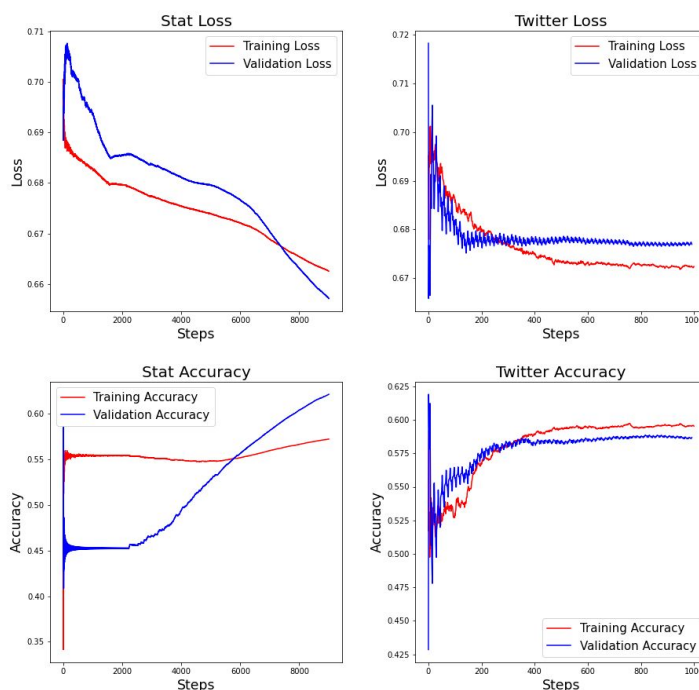 Stat Loss
0.71
0.70
0.69
0.68
0.67
0.66
Loss
Training Loss
Validation Loss
0
2000
4000
6000
8000
Steps
Twitter Loss
0.72
0.70
0.69
0.68
0.67
Loss
Training Loss
Validation Loss
0
200
400
600
800
100
Steps
Stat Accuracy
0.60
0.55
0.50
0.45
0.40
0.35
Accuracy
Training Accuracy
Validation Accuracy
0
2000
4000
6000
8000
Steps
Twitter Accuracy
0.625
0.600
0.575
0.550
0.525
0.500
0.475
0.450
0.425
Accuracy
Training Accuracy
Validation Accuracy
0
200
400
600
800
100
Steps